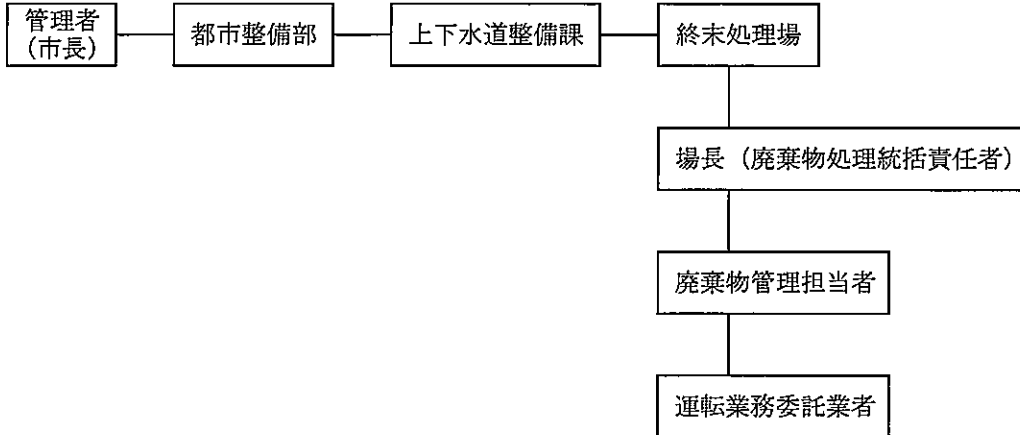 管理者
(市長)
都市整備部
上下水道整備課
終末処理場
場長（廃棄物処理統括責任者）
廃棄物管理担当者
運転業務委託業者